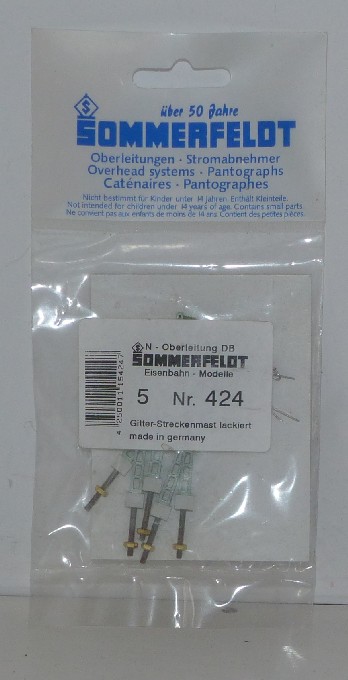 S
über 50 Jahre
SOMMERFELDT
Oberleitungen - Stromabnehmer
Overhead systems - Pantographs
Caténaires - Pantographes
Nicht bestimmt für Kinder unter 14 Jahren. Enthält Kleinteile.
Not intended for children under 14 years of age. Contains small parts.
Ne convient pas aux enfants de moins de 14 ans. Contient des petites pièces.
S N - Oberleitung DB
SOMMERFELDT
Eisenbahn - Modelle
5 Nr. 424
Gitter-Streckenmast lackiert
made in germany